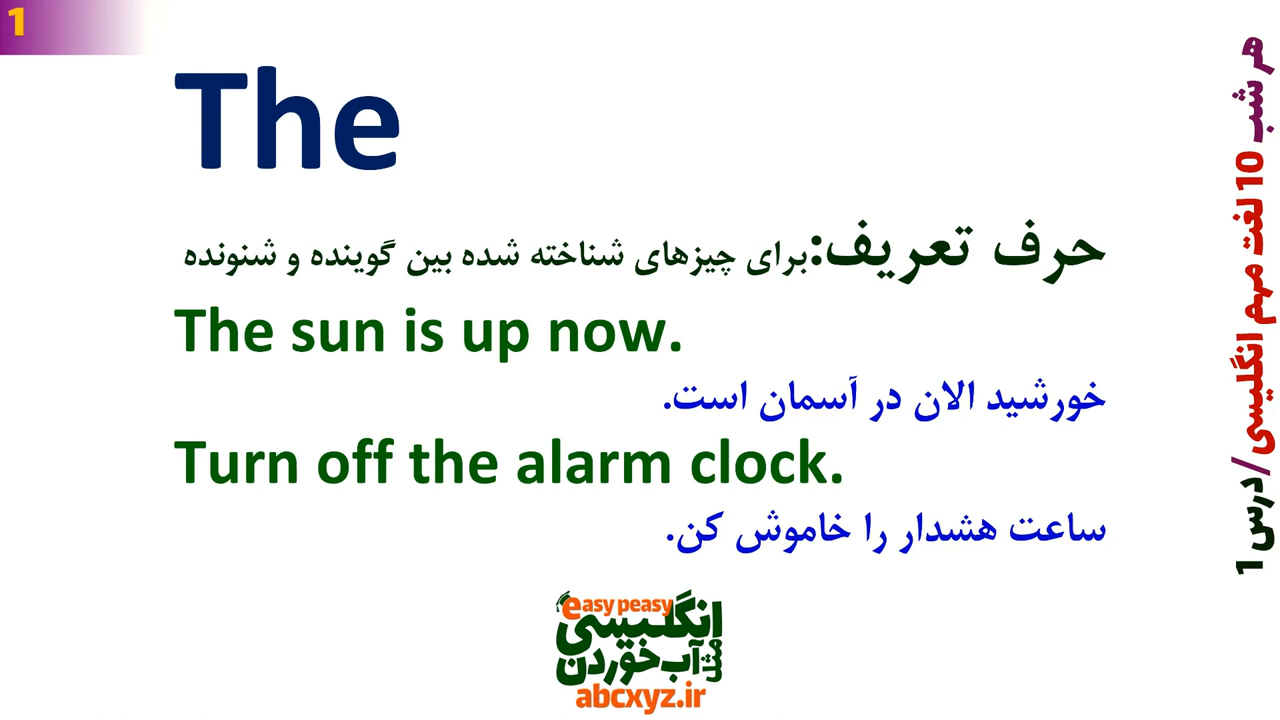 1
The
حرف تعریف:برای چیزهای شناخته شده بین گوینده و شنونده
The sun is up now.
خورشید الان در آسمان است.
Turn off the alarm clock.
ساعت هشدار را خاموش کن.
هر شب 10 لغت مهم انگلیسی/درس 1
easy peasy
انگلیسی
مثل آب خوردن
abcxyz.ir